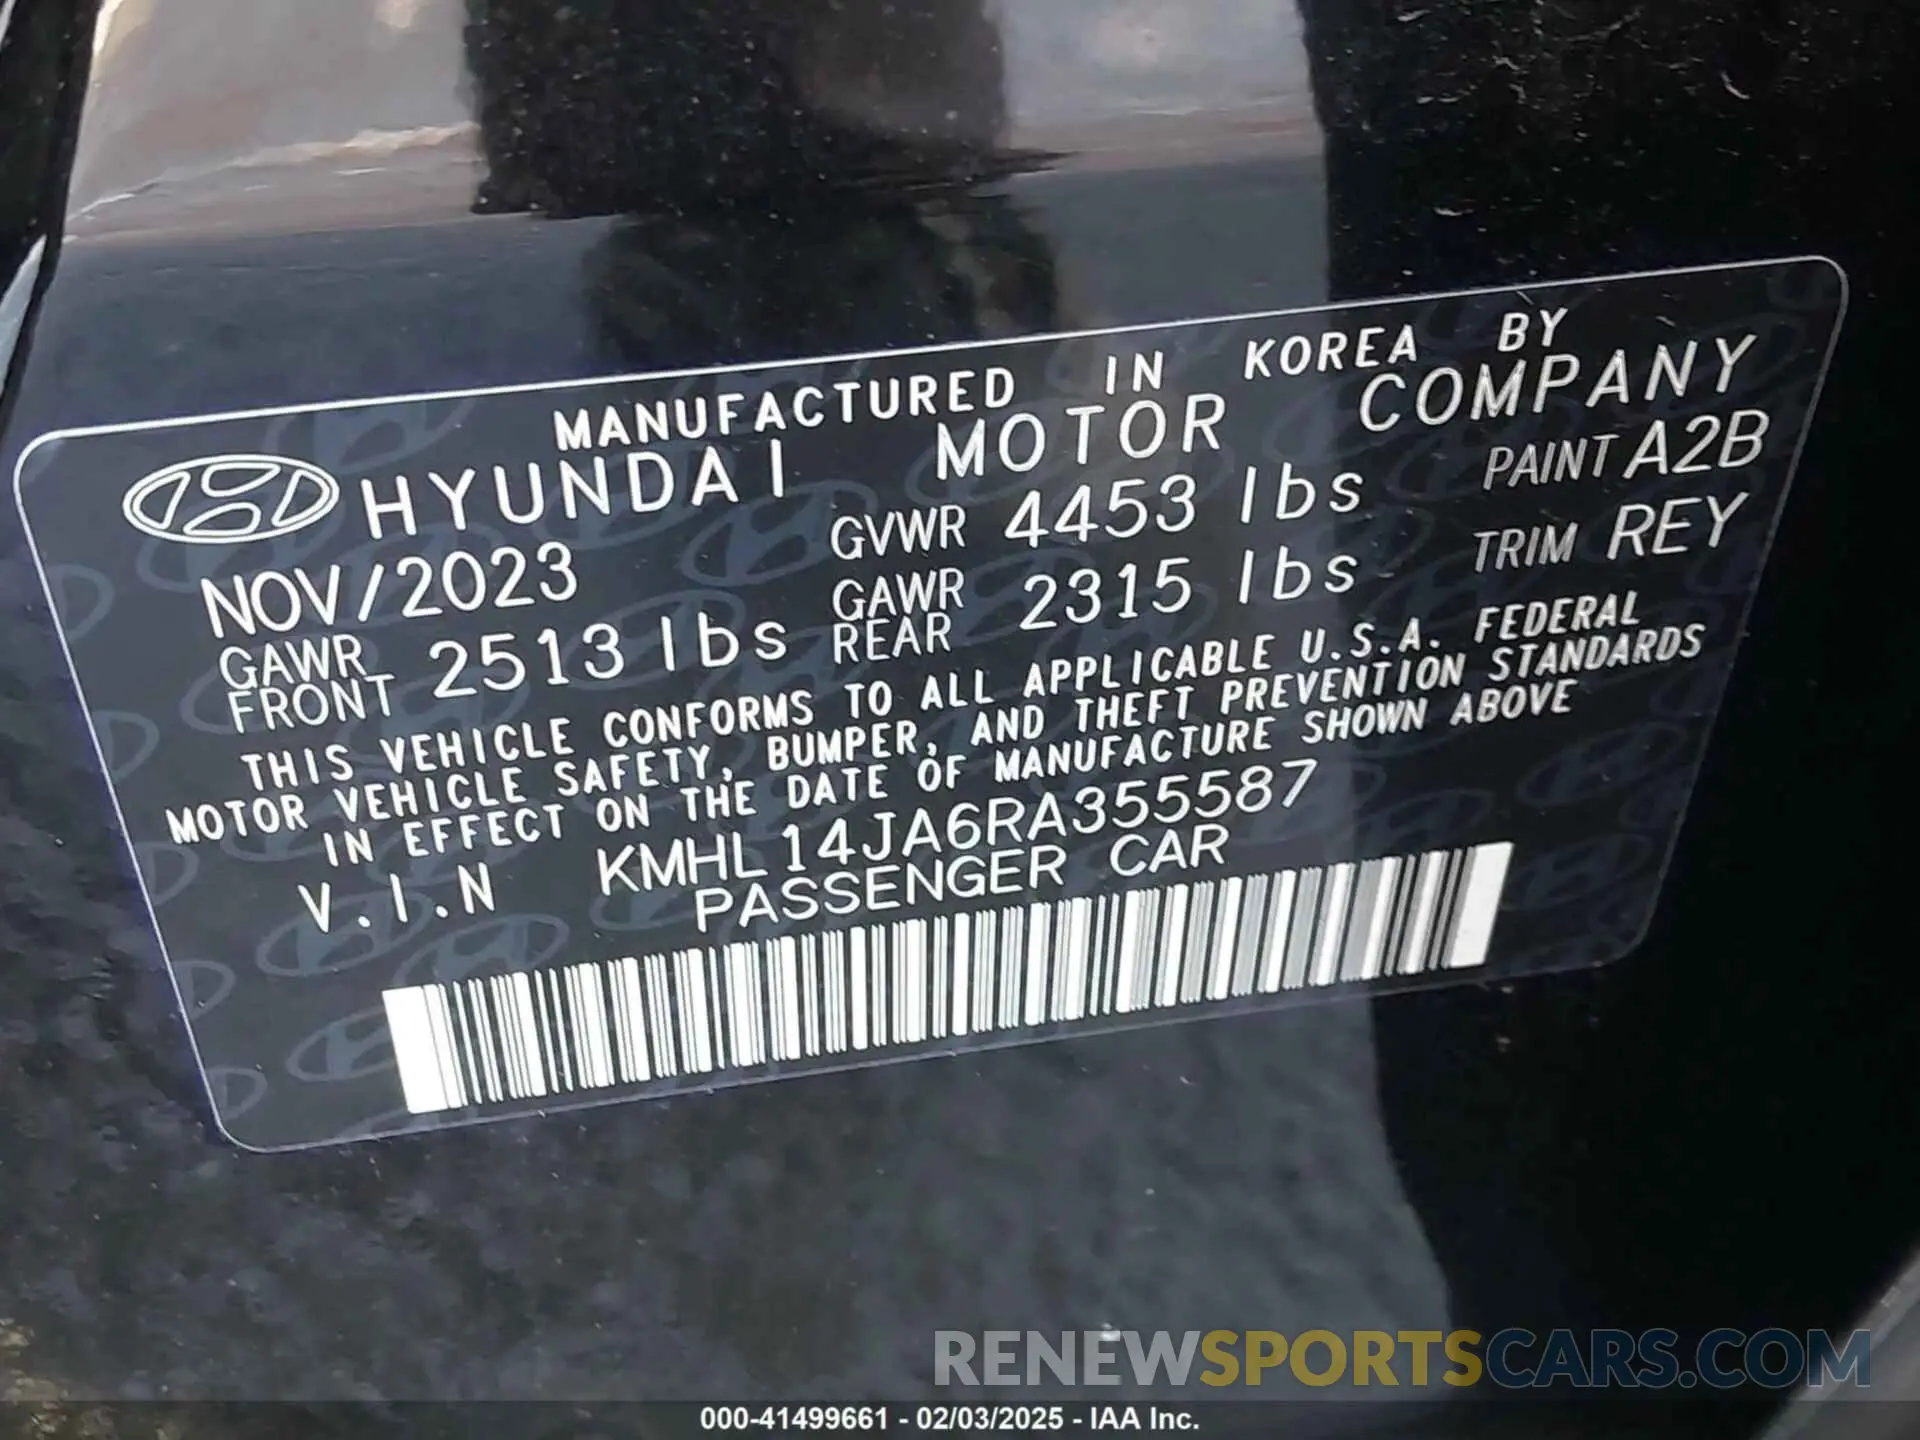 MANUFACTURED IN KOREA BY
HYUNDAI MOTOR COMPANY
NOV/2023 GVWR 4453 lbs PAINT A2B
GAWR FRONT 2513 lbs GAWR REAR 2315 lbs TRIM REY
THIS VEHICLE CONFORMS TO ALL APPLICABLE U.S.A. FEDERAL
MOTOR VEHICLE SAFETY, BUMPER, AND THEFT PREVENTION STANDARDS
IN EFFECT ON THE DATE OF MANUFACTURE SHOWN ABOVE
V.I.N KMHL14JA6RA355587
PASSENGER CAR
RENEWSPORTSCARS.COM
000-41499661 - 02/03/2025 - IAA Inc.